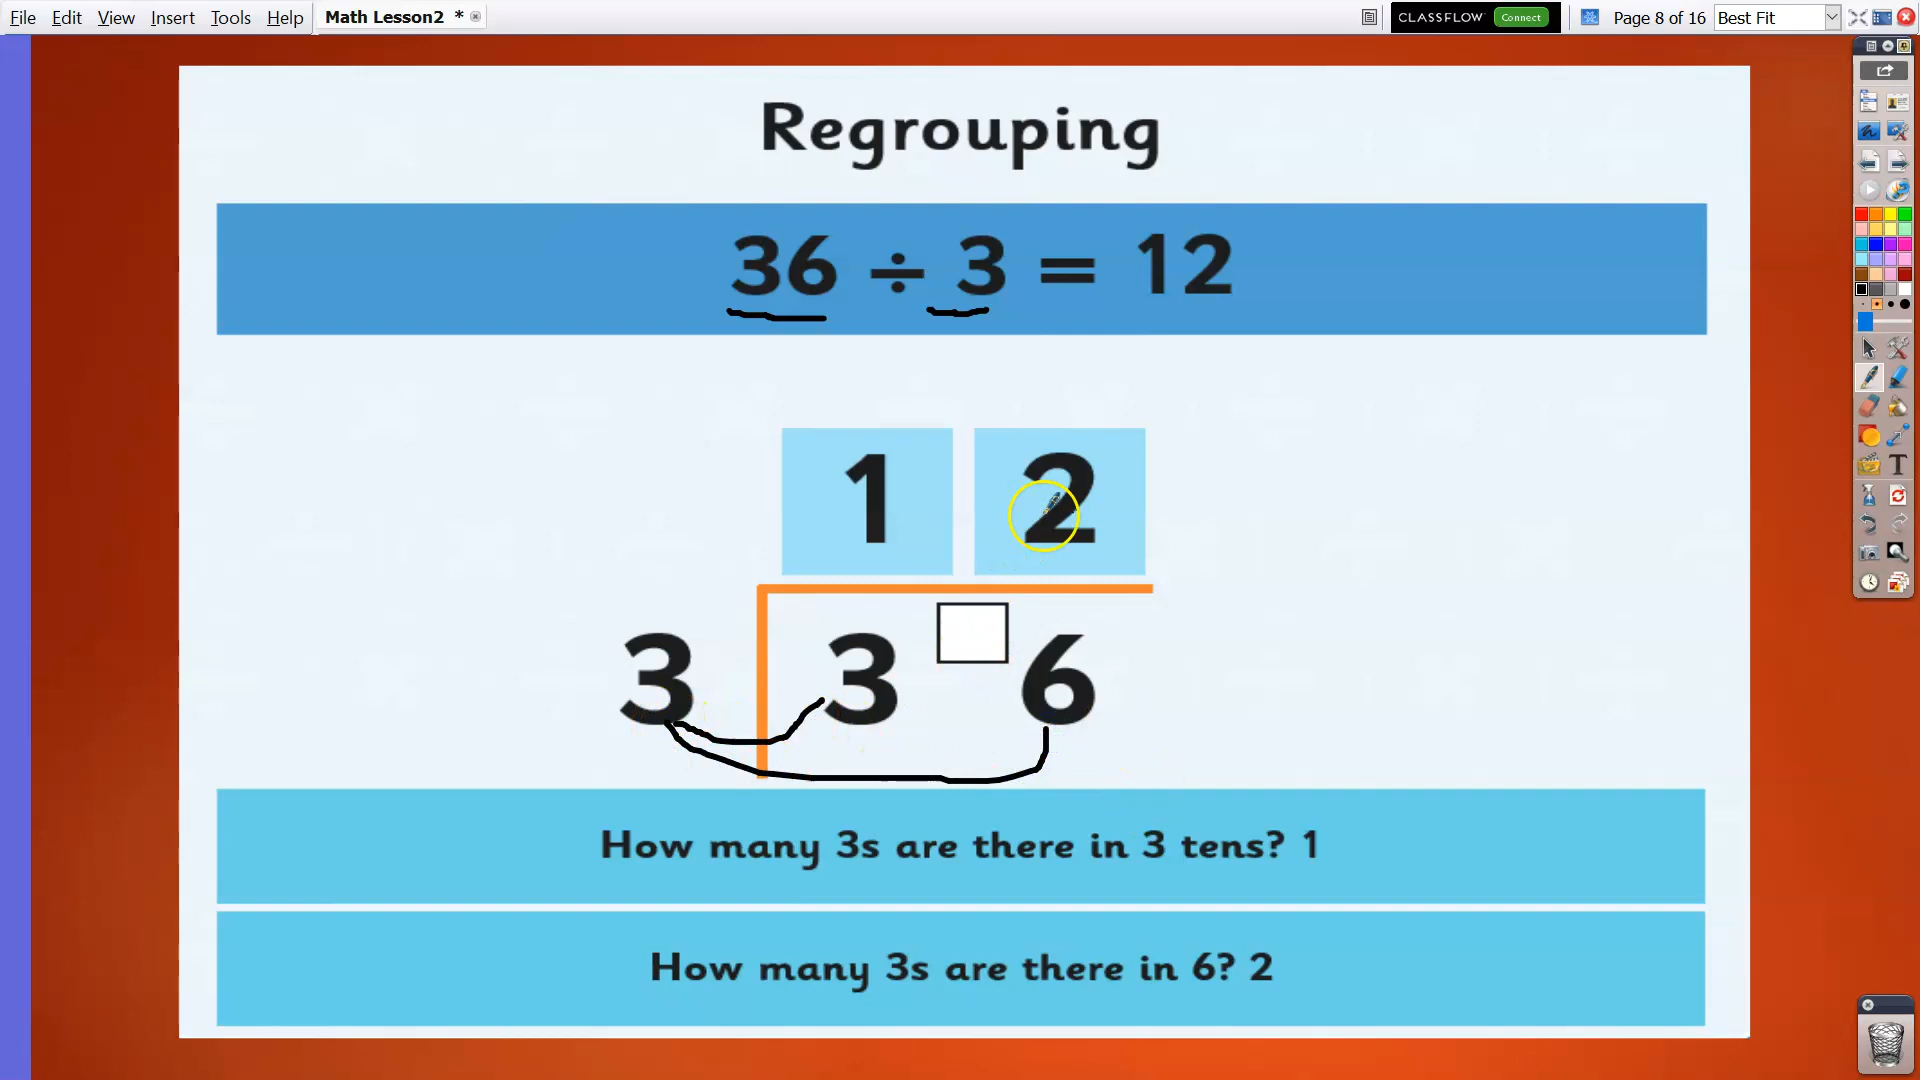 File Edit View Insert Tools Help Math Lesson2 * CLASSFLOW Connect Page 8 of 16 Best Fit
Regrouping
36 ÷ 3 = 12
1 2
3 3 6
How many 3s are there in 3 tens? 1
How many 3s are there in 6? 2